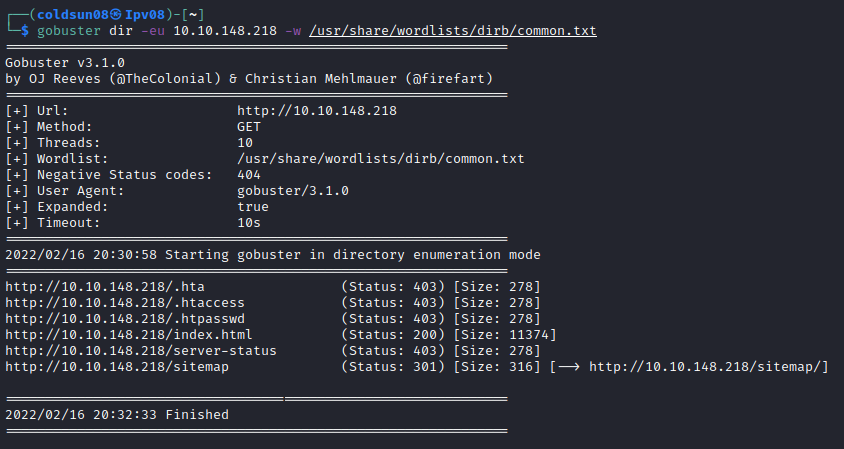 ┌──(coldsun08㉿Ipv08)-[~]
└─$ gobuster dir -eu 10.10.148.218 -w /usr/share/wordlists/dirb/common.txt
===============================================================
Gobuster v3.1.0
by OJ Reeves (@TheColonial) & Christian Mehlmauer (@firefart)
===============================================================
[+] Url:                     http://10.10.148.218
[+] Method:                  GET
[+] Threads:                 10
[+] Wordlist:                /usr/share/wordlists/dirb/common.txt
[+] Negative Status codes:   404
[+] User Agent:              gobuster/3.1.0
[+] Expanded:                true
[+] Timeout:                 10s
===============================================================
2022/02/16 20:30:58 Starting gobuster in directory enumeration mode
===============================================================
http://10.10.148.218/.hta                 (Status: 403) [Size: 278]
http://10.10.148.218/.htaccess            (Status: 403) [Size: 278]
http://10.10.148.218/.htpasswd            (Status: 403) [Size: 278]
http://10.10.148.218/index.html           (Status: 200) [Size: 11374]
http://10.10.148.218/server-status        (Status: 403) [Size: 278]
http://10.10.148.218/sitemap              (Status: 301) [Size: 316] [--> http://10.10.148.218/sitemap/]
===============================================================
2022/02/16 20:32:33 Finished
===============================================================